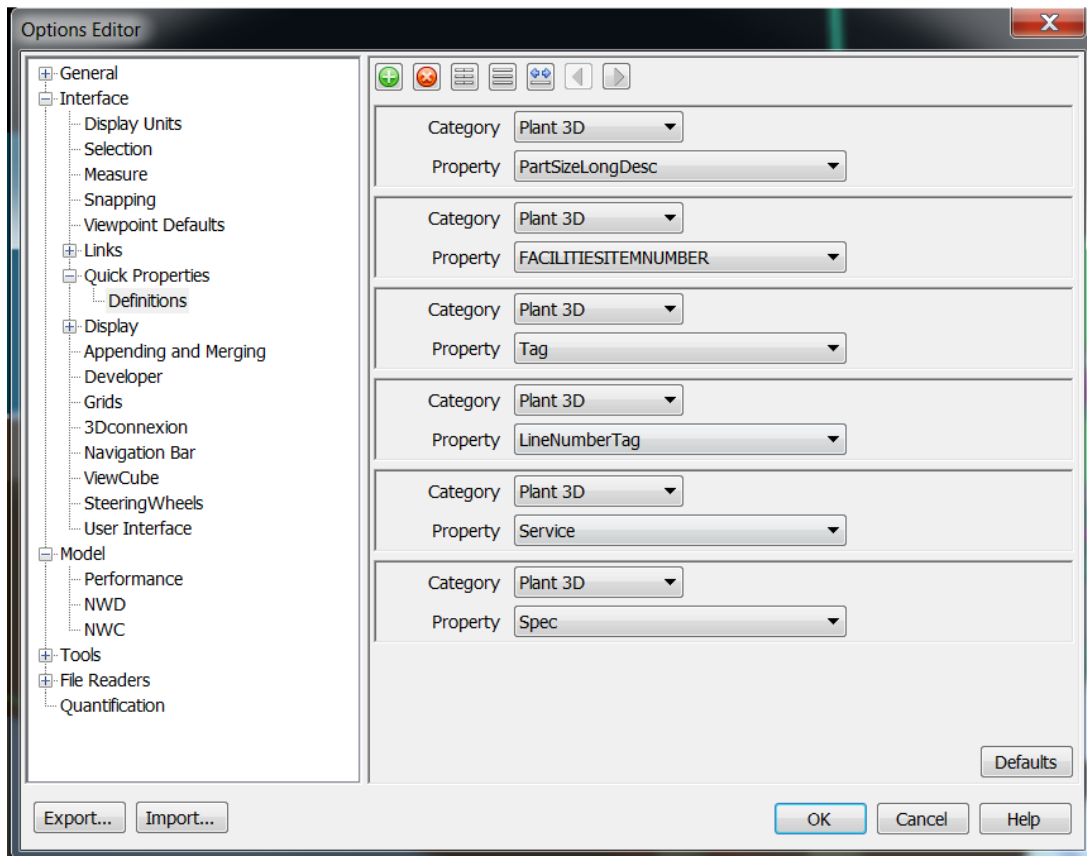 Options Editor
X
General
Interface
Display Units
Selection
Measure
Snapping
Viewpoint Defaults
Links
Quick Properties
Definitions
Display
Appending and Merging
Developer
Grids
3Dconnexion
Navigation Bar
ViewCube
SteeringWheels
User Interface
Model
Performance
NWD
NWC
Tools
File Readers
Quantification
Category Plant 3D
Property PartSizeLongDesc
Category Plant 3D
Property FACILITIESITEMNUMBER
Category Plant 3D
Property Tag
Category Plant 3D
Property LineNumberTag
Category Plant 3D
Property Service
Category Plant 3D
Property Spec
Defaults
Export... Import... OK Cancel Help